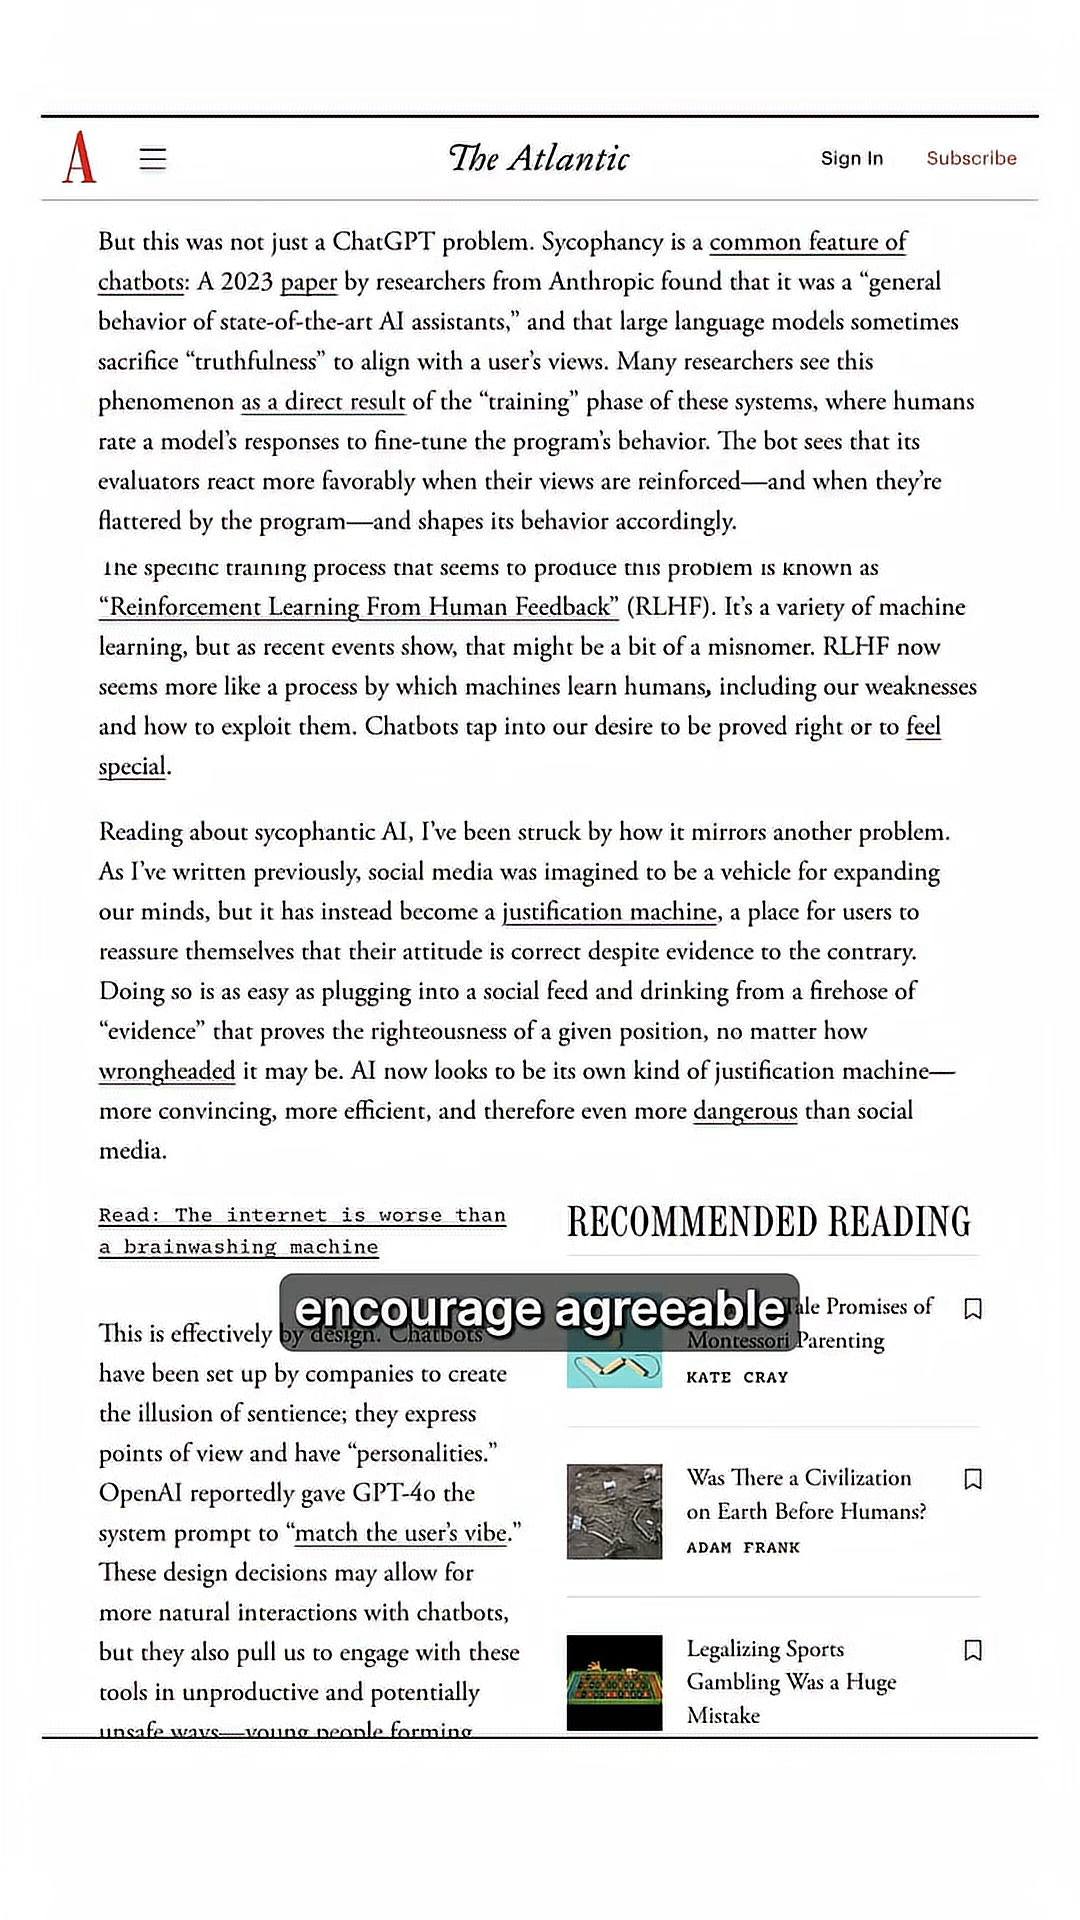 A
The Atlantic
Sign In
Subscribe
But this was not just a ChatGPT problem. Sycophancy is a common feature of
chatbots: A 2023 paper by researchers from Anthropic found that it was a “general
behavior of state-of-the-art AI assistants,” and that large language models sometimes
sacrifice “truthfulness” to align with a user’s views. Many researchers see this
phenomenon as a direct result of the “training” phase of these systems, where humans
rate a model’s responses to fine-tune the program’s behavior. The bot sees that its
evaluators react more favorably when their views are reinforced—and when they’re
flattered by the program—and shapes its behavior accordingly.
The specific training process that seems to produce this problem is known as
“Reinforcement Learning From Human Feedback” (RLHF). It’s a variety of machine
learning, but as recent events show, that might be a bit of a misnomer. RLHF now
seems more like a process by which machines learn humans, including our weaknesses
and how to exploit them. Chatbots tap into our desire to be proved right or to feel
special.
Reading about sycophantic AI, I’ve been struck by how it mirrors another problem.
As I’ve written previously, social media was imagined to be a vehicle for expanding
our minds, but it has instead become a justification machine, a place for users to
reassure themselves that their attitude is correct despite evidence to the contrary.
Doing so is as easy as plugging into a social feed and drinking from a firehose of
“evidence” that proves the righteousness of a given position, no matter how
wrongheaded it may be. AI now looks to be its own kind of justification machine—
more convincing, more efficient, and therefore even more dangerous than social
media.
Read: The internet is worse than
a brainwashing machine
This is effectively by design. Chatbots
have been set up by companies to create
the illusion of sentience; they express
points of view and have “personalities.”
OpenAI reportedly gave GPT-4o the
system prompt to “match the user’s vibe.”
These design decisions may allow for
more natural interactions with chatbots,
but they also pull us to engage with these
tools in unproductive and potentially
unsafe ways—young people forming
RECOMMENDED READING
encourage agreeable
Promises of
Montessori Parenting
KATE CRAY
Was There a Civilization
on Earth Before Humans?
ADAM FRANK
Legalizing Sports
Gambling Was a Huge
Mistake